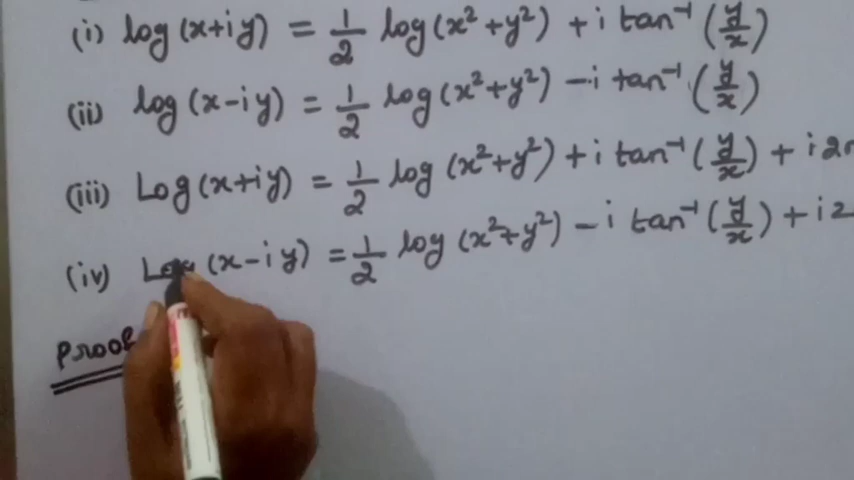 (i) log (x+iy) = 1/2 log (x²+y²) + i tan⁻¹ (y/x)
(ii) log (x-iy) = 1/2 log (x²+y²) - i tan⁻¹ (y/x)
(iii) Log (x+iy) = 1/2 log (x²+y²) + i tan⁻¹ (y/x) + i2n
(iv) Log (x-iy) = 1/2 log (x²+y²) - i tan⁻¹ (y/x) + i2
Proof